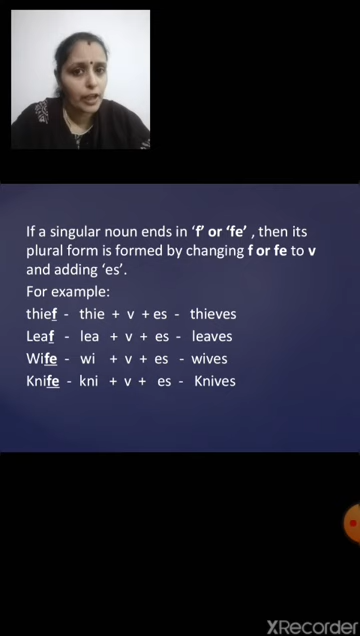 If a singular noun ends in ‘f’ or ‘fe’ , then its
plural form is formed by changing f or fe to v
and adding ‘es’.
For example:
thief - thie + v + es - thieves
Leaf - lea + v + es - leaves
Wife - wi + v + es - wives
Knife - kni + v + es - Knives
XRecorder